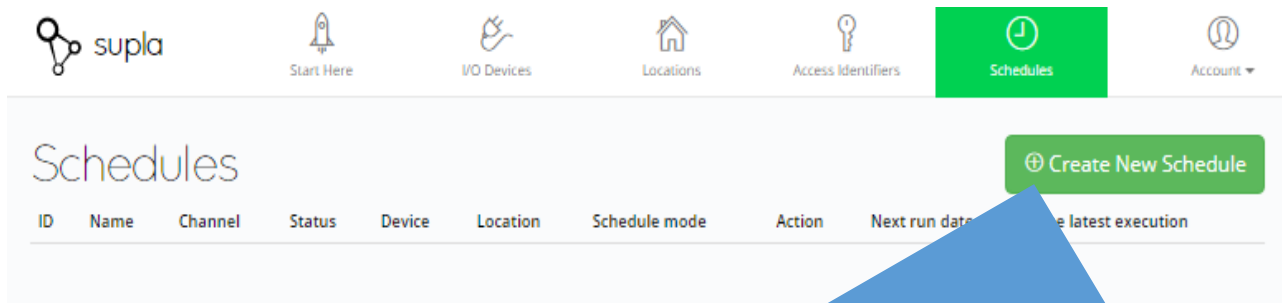 supla
Start Here
I/O Devices
Locations
Access Identifiers
Schedules
Account
Schedules
Create New Schedule
ID Name Channel Status Device Location Schedule mode Action Next run date latest execution